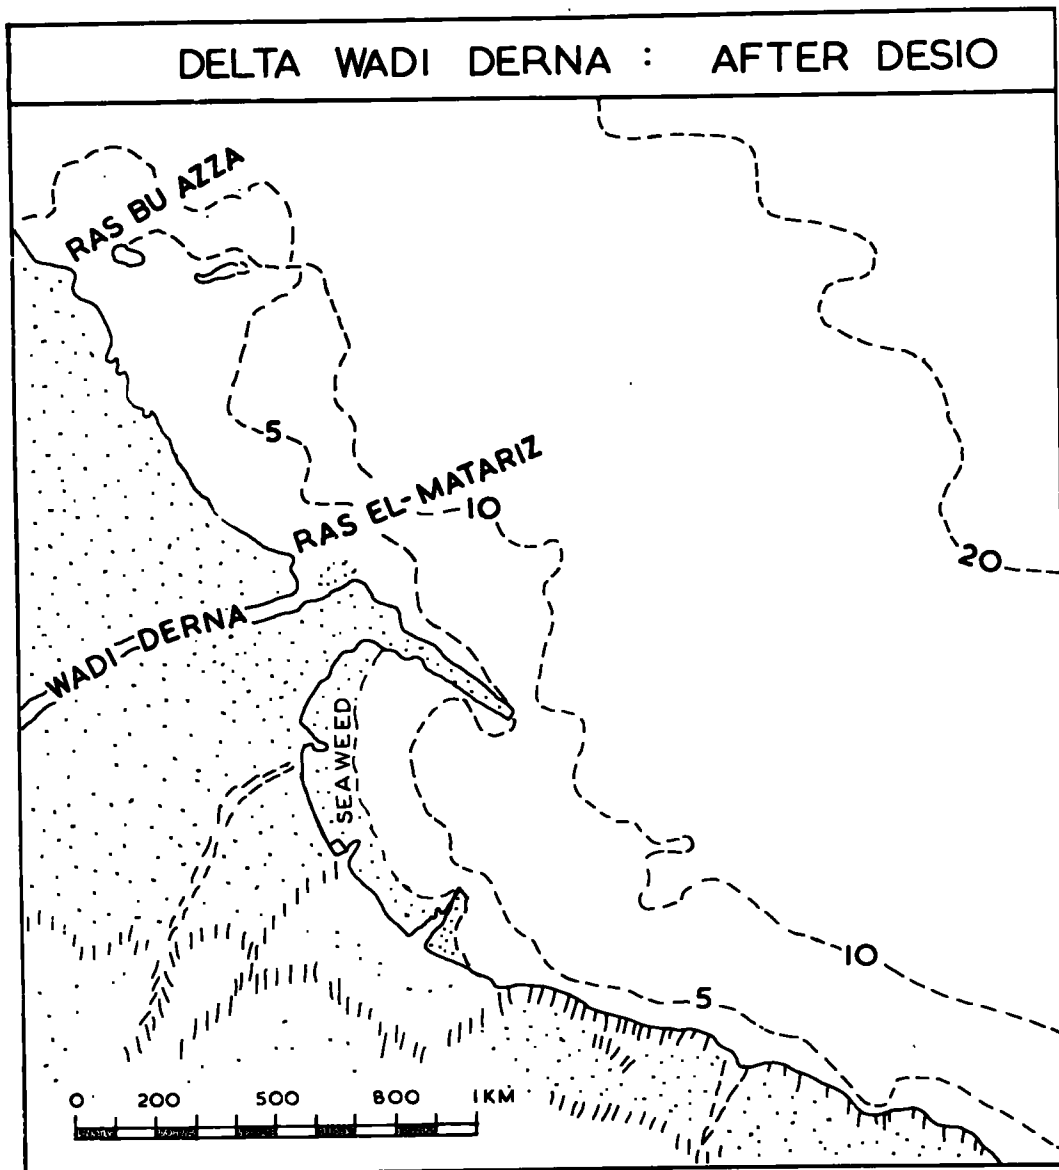 DELTA WADI DERNA : AFTER DESIO
RAS BU AZZA
5
RAS EL-MATARIZ
10
20
WADI DERNA
SEAWEED
10
5
0 200 500 800 1KM